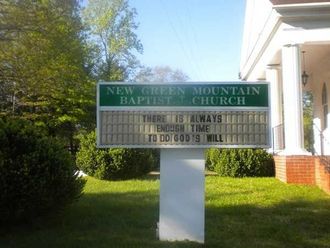 NEW GREEN MOUNTAIN
BAPTIST CHURCH
THERE IS ALWAYS
ENOUGH TIME
TO DO GOD'S WILL